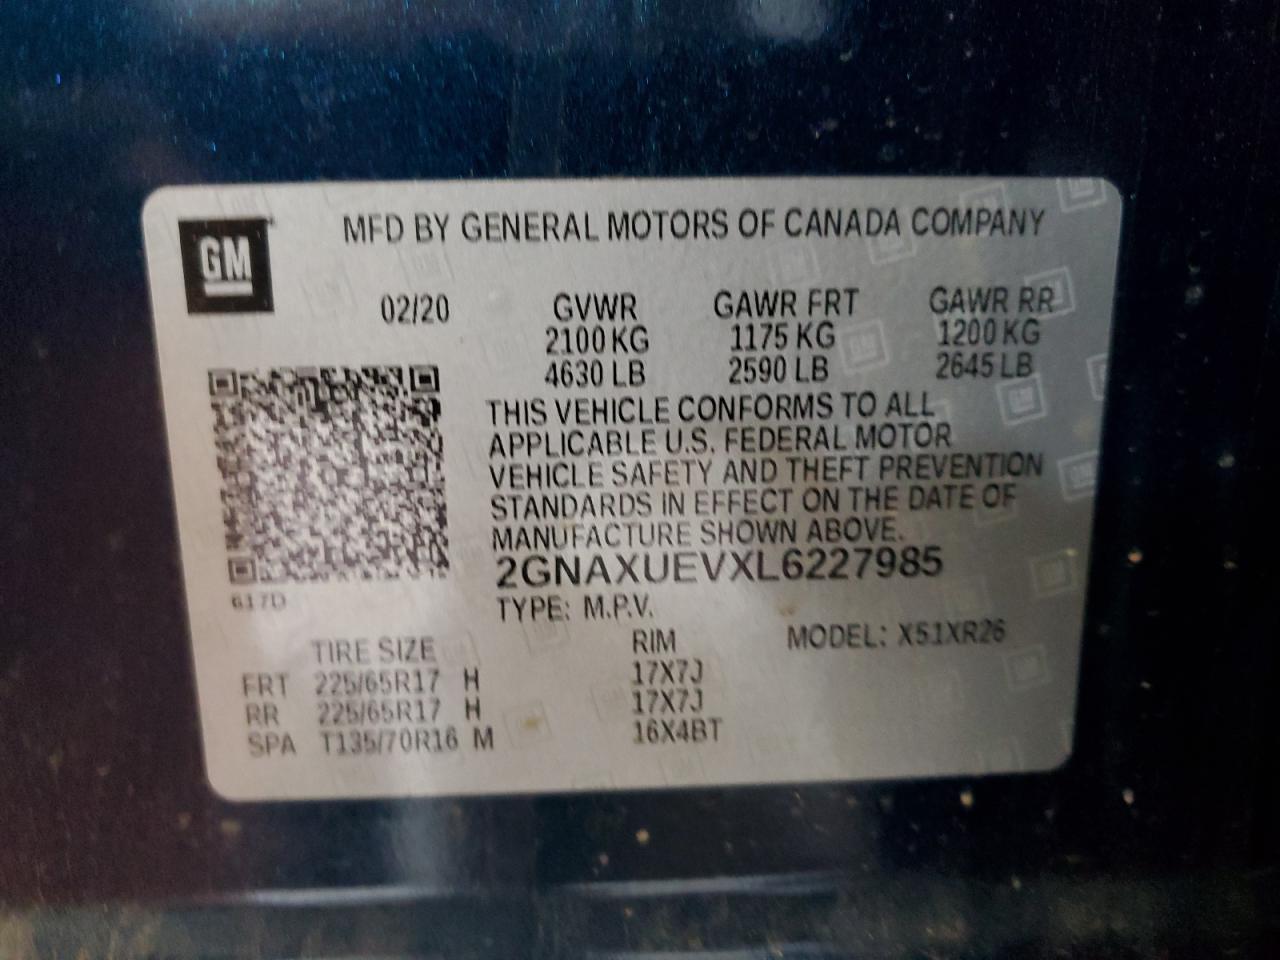 GM
MFD BY GENERAL MOTORS OF CANADA COMPANY
02/20 GVWR GAWR FRT GAWR RR
2100 KG 1175 KG 1200 KG
4630 LB 2590 LB 2645 LB
THIS VEHICLE CONFORMS TO ALL
APPLICABLE U.S. FEDERAL MOTOR
VEHICLE SAFETY AND THEFT PREVENTION
STANDARDS IN EFFECT ON THE DATE OF
MANUFACTURE SHOWN ABOVE.
2GNAXUEVXL6227985
617D
TYPE: M.P.V.
TIRE SIZE RIM MODEL: X51XR26
FRT 225/65R17 H 17X7J
RR 225/65R17 H 17X7J
SPA T135/70R16 M 16X4BT